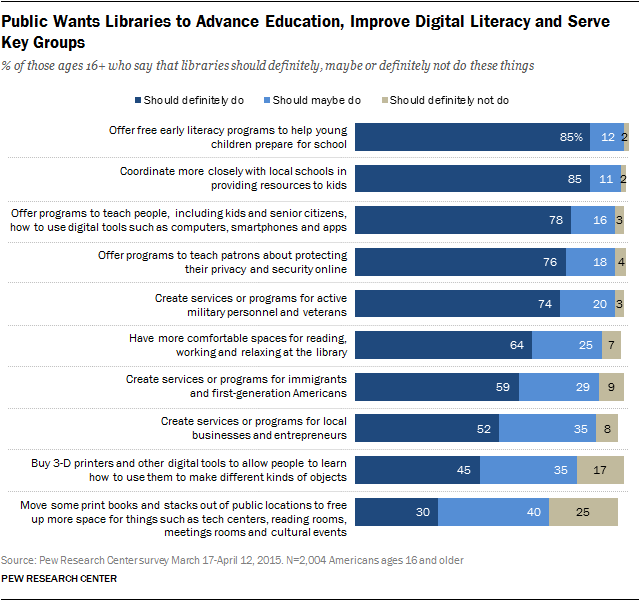 Public Wants Libraries to Advance Education, Improve Digital Literacy and Serve
Key Groups
% of those ages 16+ who say that libraries should definitely, maybe or definitely not do these things
Should definitely do Should maybe do Should definitely not do
Offer free early literacy programs to help young
children prepare for school
85% 12 2
Coordinate more closely with local schools in
providing resources to kids
85 11 2
Offer programs to teach people, including kids and senior citizens,
how to use digital tools such as computers, smartphones and apps
78 16 3
Offer programs to teach patrons about protecting
their privacy and security online
76 18 4
Create services or programs for active
military personnel and veterans
74 20 3
Have more comfortable spaces for reading,
working and relaxing at the library
64 25 7
Create services or programs for immigrants
and first-generation Americans
59 29 9
Create services or programs for local
businesses and entrepreneurs
52 35 8
Buy 3-D printers and other digital tools to allow people to learn
how to use them to make different kinds of objects
45 35 17
Move some print books and stacks out of public locations to free
up more space for things such as tech centers, reading rooms,
meetings rooms and cultural events
30 40 25
Source: Pew Research Center survey March 17-April 12, 2015. N=2,004 Americans ages 16 and older
PEW RESEARCH CENTER